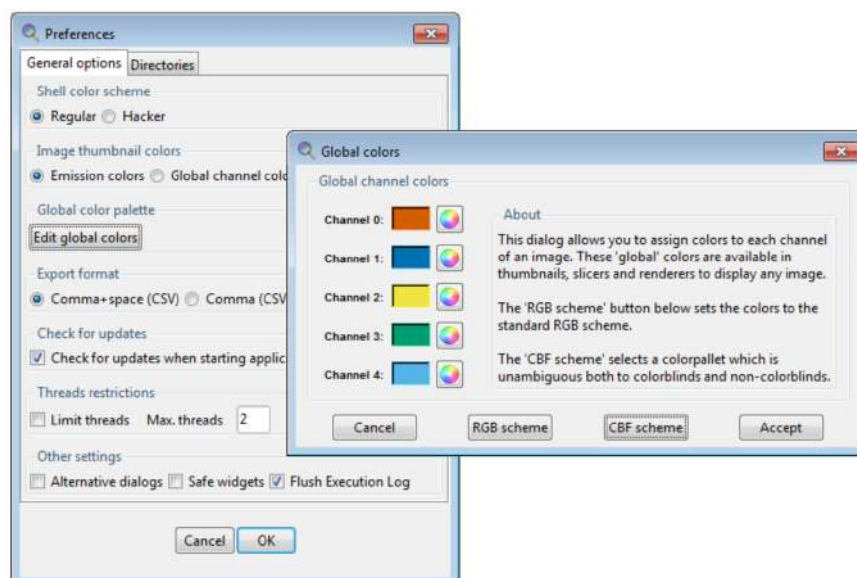 Preferences
General options Directories
Shell color scheme
Regular Hacker
Image thumbnail colors
Emission colors Global channel colo
Global color palette
Edit global colors
Export format
Comma+space (CSV) Comma (CSV
Check for updates
Check for updates when starting applic
Threads restrictions
Limit threads Max. threads 2
Other settings
Alternative dialogs Safe widgets Flush Execution Log
Cancel OK
Global colors
Global channel colors
Channel 0:
Channel 1:
Channel 2:
Channel 3:
Channel 4:
About
This dialog allows you to assign colors to each channel
of an image. These 'global' colors are available in
thumbnails, slicers and renderers to display any image.
The 'RGB scheme' button below sets the colors to the
standard RGB scheme.
The 'CBF scheme' selects a colorpallet which is
unambiguous both to colorblinds and non-colorblinds.
Cancel RGB scheme CBF scheme Accept